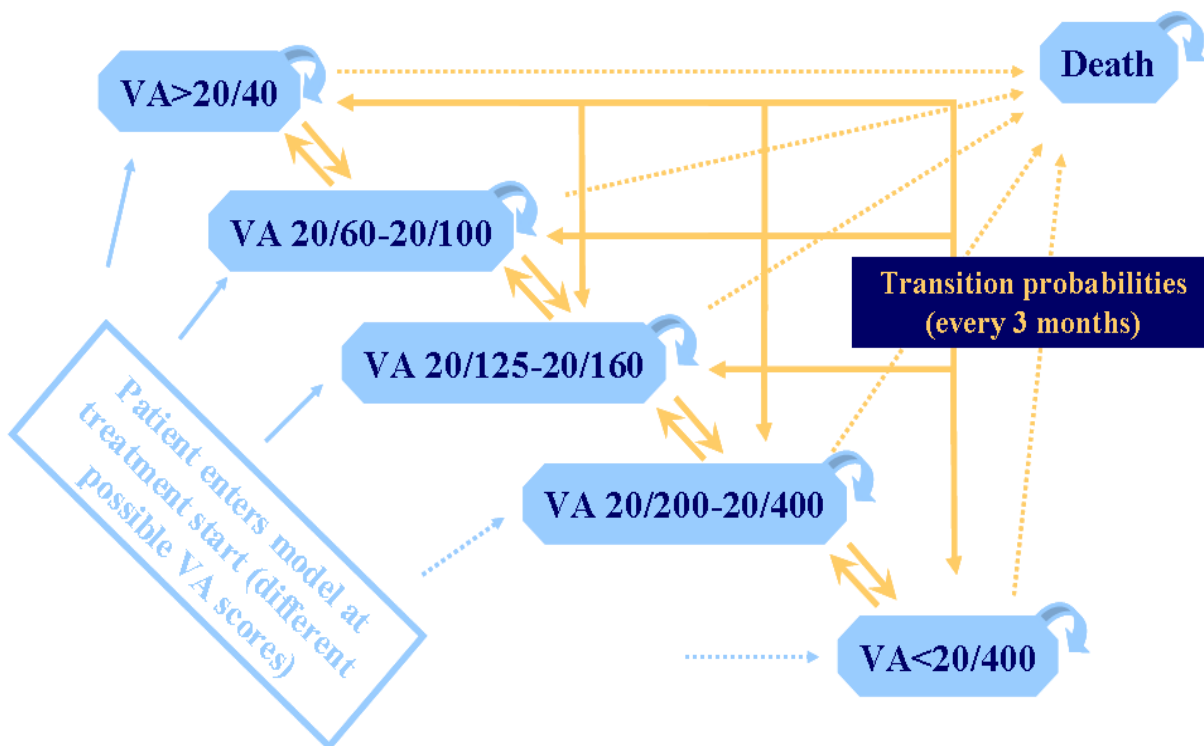 VA>20/40
Death
VA 20/60-20/100
Transition probabilities
(every 3 months)
VA 20/125-20/160
Patient enters model at
treatment start (different
possible VA scores)
VA 20/200-20/400
VA<20/400